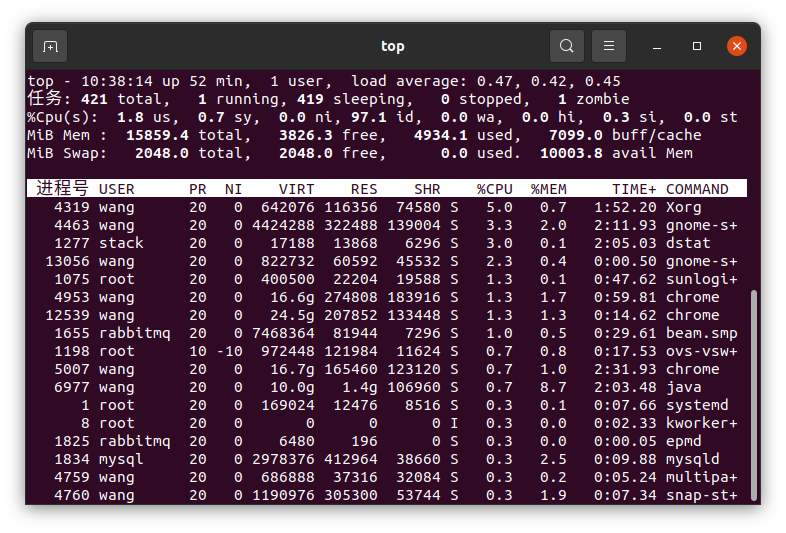 top
top - 10:38:14 up 52 min,  1 user,  load average: 0.47, 0.42, 0.45
任务: 421 total,   1 running, 419 sleeping,   0 stopped,   1 zombie
%Cpu(s):  1.8 us,  0.7 sy,  0.0 ni, 97.1 id,  0.0 wa,  0.0 hi,  0.3 si,  0.0 st
MiB Mem :  15859.4 total,   3826.3 free,   4934.1 used,   7099.0 buff/cache
MiB Swap:   2048.0 total,   2048.0 free,      0.0 used.  10003.8 avail Mem
进程号 USER      PR  NI    VIRT    RES    SHR    %CPU  %MEM     TIME+ COMMAND
4319 wang      20   0  642076 116356  74580 S   5.0   0.7   1:52.20 Xorg
4463 wang      20   0 4424288 322488 139004 S   3.3   2.0   2:11.93 gnome-s+
1277 stack     20   0   17188  13868   6296 S   3.0   0.1   2:05.03 dstat
13056 wang      20   0  822732  60592  45532 S   2.3   0.4   0:00.50 gnome-s+
1075 root      20   0  400500  22204  19588 S   1.3   0.1   0:47.62 sunlogi+
4953 wang      20   0   16.6g 274808 183916 S   1.3   1.7   0:59.81 chrome
12539 wang      20   0   24.5g 207852 133448 S   1.3   1.3   0:14.62 chrome
1655 rabbitmq  20   0 7468364  81944   7296 S   1.0   0.5   0:29.61 beam.smp
1198 root      10 -10  972448 121984  11624 S   0.7   0.8   0:17.53 ovs-vsw+
5007 wang      20   0   16.7g 165460 123120 S   0.7   1.0   2:31.93 chrome
6977 wang      20   0   10.0g   1.4g 106960 S   0.7   8.7   2:03.48 java
1 root      20   0  169024  12476   8516 S   0.3   0.1   0:07.66 systemd
8 root      20   0       0      0      0 I   0.3   0.0   0:02.33 kworker+
1825 rabbitmq  20   0    6480    196      0 S   0.3   0.0   0:00.05 epmd
1834 mysql     20   0 2978376 412964  38660 S   0.3   2.5   0:09.88 mysqld
4759 wang      20   0  686888  37316  32084 S   0.3   0.2   0:05.24 multipa+
4760 wang      20   0 1190976 305300  53744 S   0.3   1.9   0:07.34 snap-st+